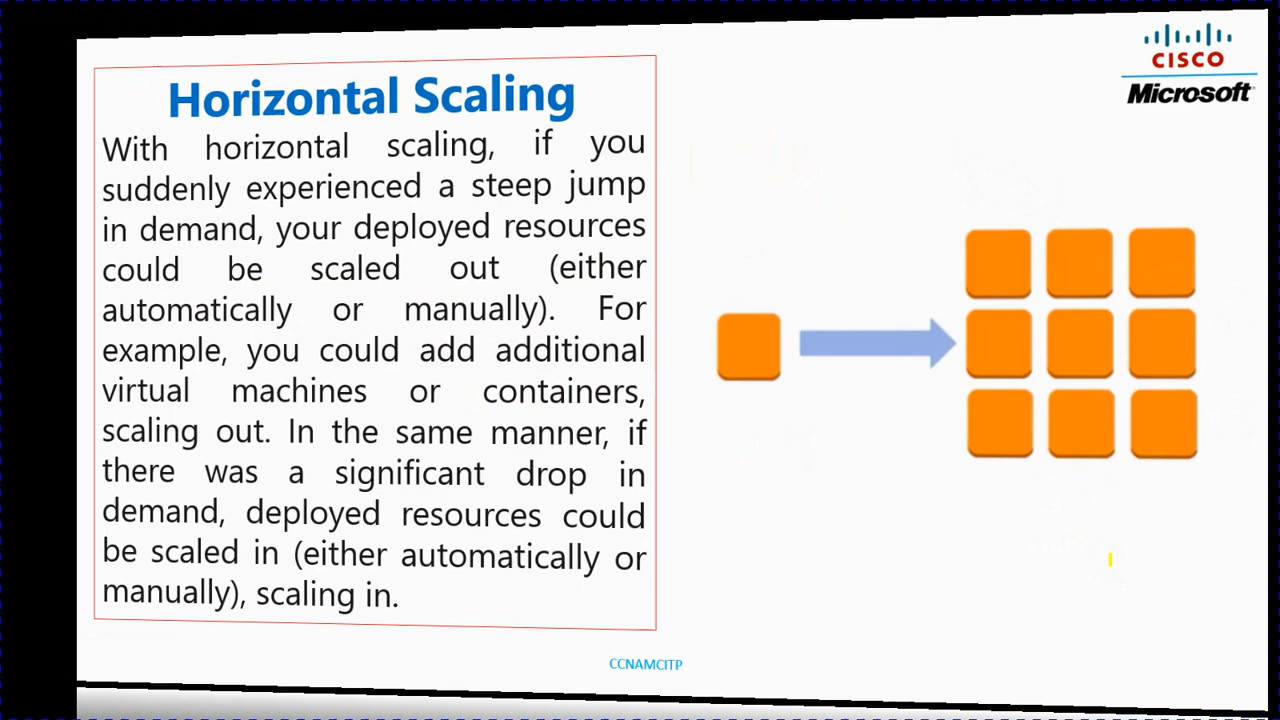 CISCO
Microsoft
Horizontal Scaling
With horizontal scaling, if you
suddenly experienced a steep jump
in demand, your deployed resources
could be scaled out (either
automatically or manually). For
example, you could add additional
virtual machines or containers,
scaling out. In the same manner, if
there was a significant drop in
demand, deployed resources could
be scaled in (either automatically or
manually), scaling in.
CCNAMCITP